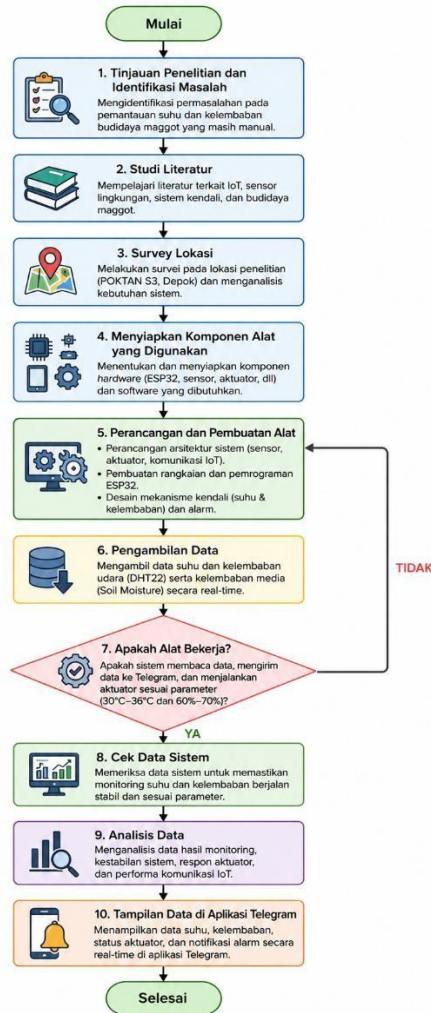 Mulai
1. Tinjauan Penelitian dan
Identifikasi Masalah
Mengidentifikasi permasalahan pada
pemantauan suhu dan kelembaban
budidaya maggot yang masih manual.
2. Studi Literatur
Mempelajari literatur terkait IoT, sensor
lingkungan, sistem kendali, dan budidaya
maggot.
3. Survey Lokasi
Melakukan survei pada lokasi penelitian
(POKTAN S3, Depok) dan menganalisis
kebutuhan sistem.
4. Menyiapkan Komponen Alat
yang Digunakan
Menentukan dan menyiapkan komponen
hardware (ESP32, sensor, aktuator, dll)
dan software yang dibutuhkan.
5. Perancangan dan Pembuatan Alat
• Perancangan arsitektur sistem (sensor,
aktuator, komunikasi IoT).
• Pembuatan rangkaian dan pemrograman
ESP32.
• Desain mekanisme kendali (suhu &
kelembaban) dan alarm.
6. Pengambilan Data
Mengambil data suhu dan kelembaban
udara (DHT22) serta kelembaban media
(Soil Moisture) secara real-time.
TIDAK
7. Apakah Alat Bekerja?
Apakah sistem membaca data, mengirim
data ke Telegram, dan menjalankan
aktuator sesuai parameter
(30°C–36°C dan 60%–70%)?
YA
8. Cek Data Sistem
Memeriksa data sistem untuk memastikan
monitoring suhu dan kelembaban berjalan
stabil dan sesuai parameter.
9. Analisis Data
Menganalisis data hasil monitoring,
kestabilan sistem, respon aktuator,
dan performa komunikasi IoT.
10. Tampilan Data di Aplikasi Telegram
Menampilkan data suhu, kelembaban,
status aktuator, dan notifikasi alarm secara
real-time di aplikasi Telegram.
Selesai